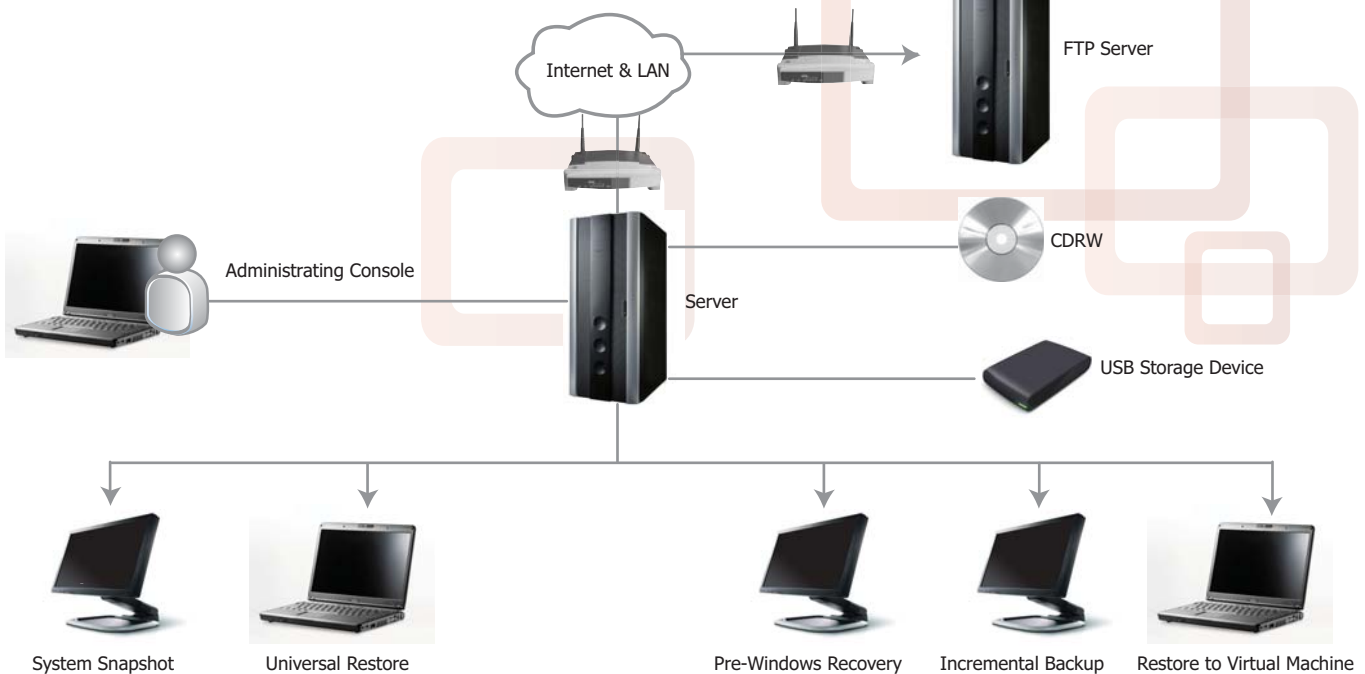 Internet & LAN
FTP Server
CDRW
Administrating Console
Server
USB Storage Device
System Snapshot
Universal Restore
Pre-Windows Recovery
Incremental Backup
Restore to Virtual Machine